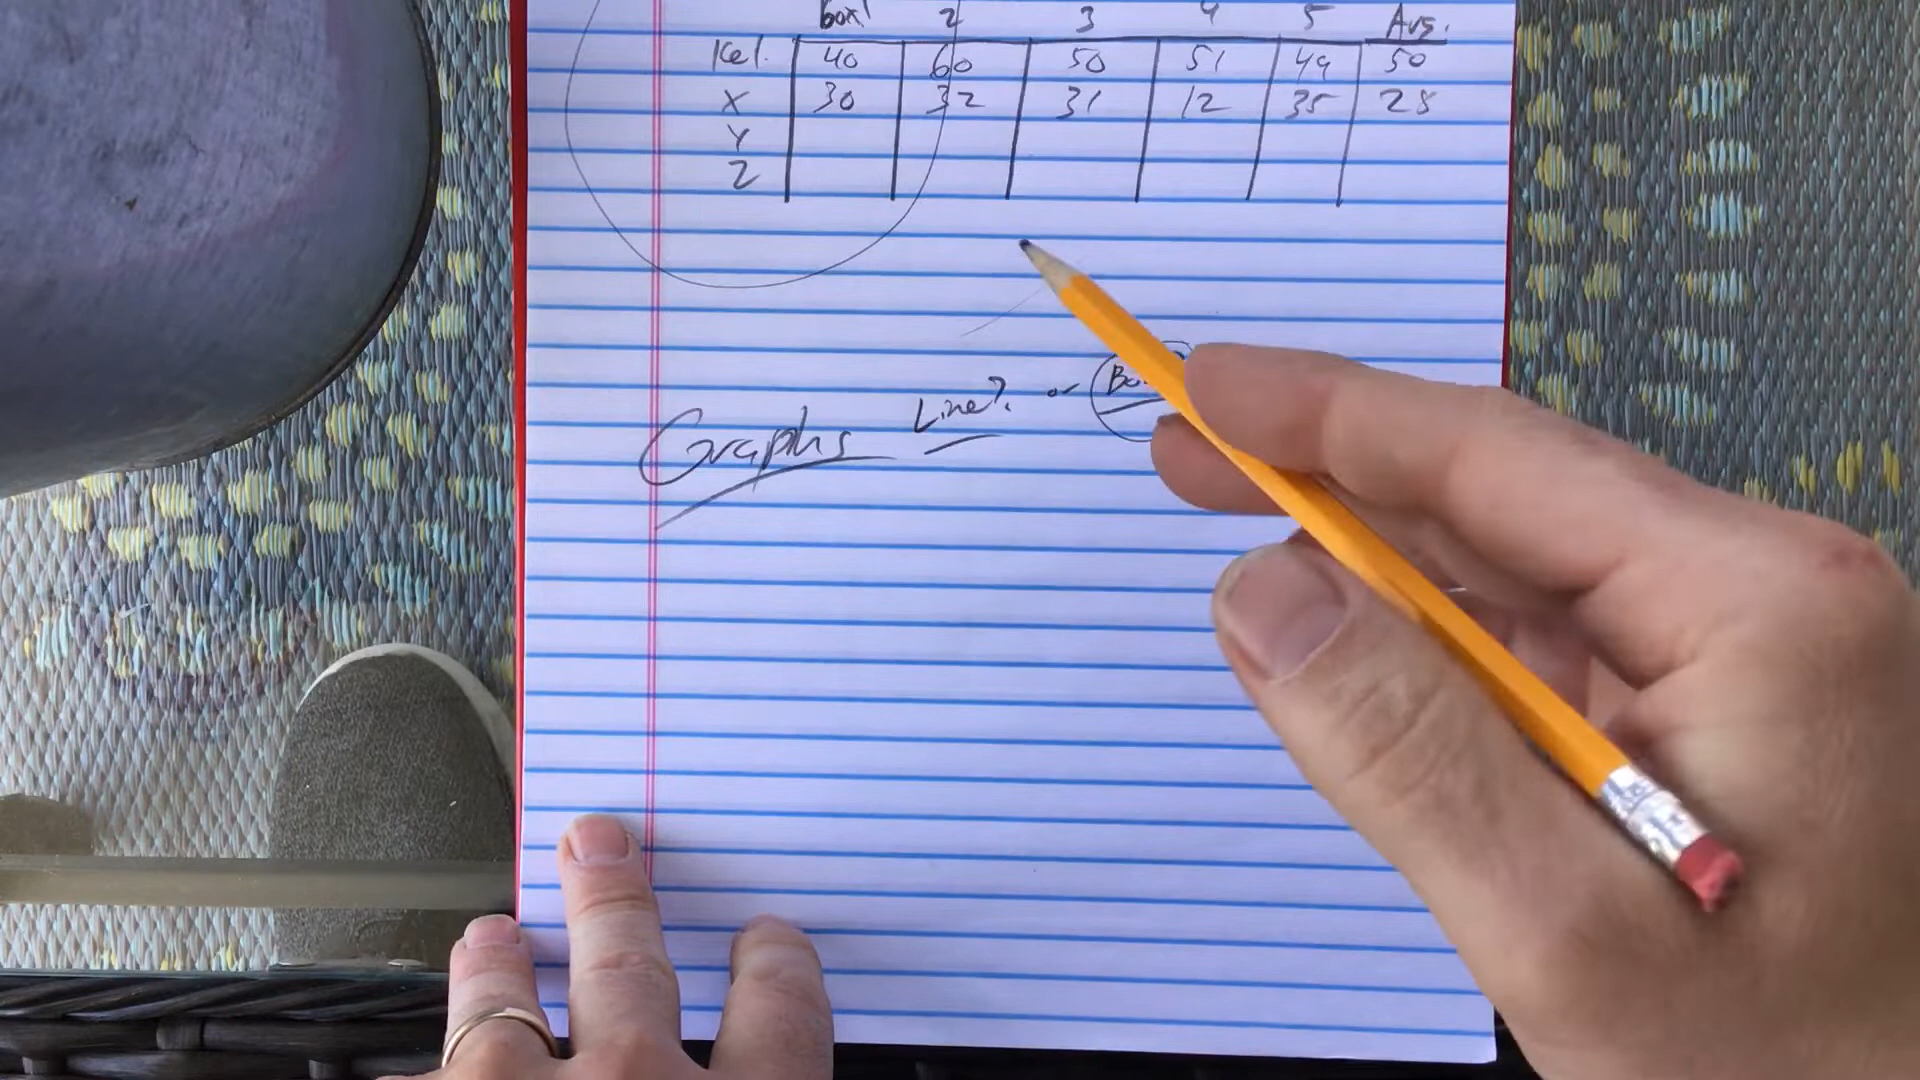 box1 2 3 4 5 Avg.
Kel. 40 60 50 51 49 50
X 30 32 31 12 35 28
Y
Z
Graphs Line? or